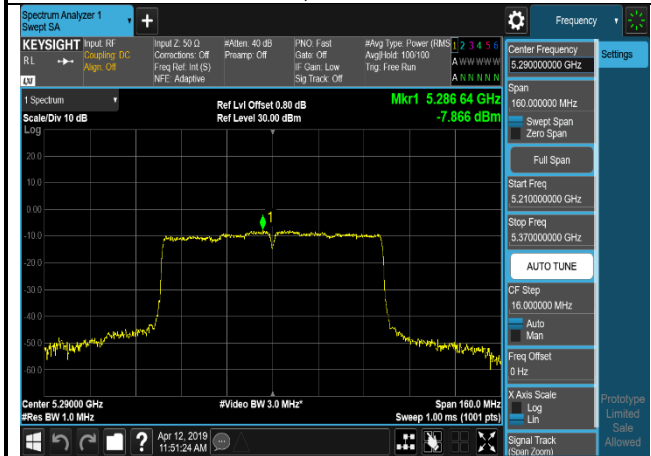 Spectrum Analyzer 1
Swept SA
+
Frequency
KEYSIGHT
RL
LXI
Input: RF
Coupling: DC
Align: Off
Input Z: 50 Ω
Corrections: Off
Freq Ref: Int (S)
NFE: Adaptive
#Atten: 40 dB
Preamp: Off
PNO: Fast
Gate: Off
IF Gain: Low
Sig Track: Off
#Avg Type: Power (RMS
Avg|Hold: 100/100
Trig: Free Run
1 2 3 4 5 6
A W W W W W
A N N N N N
Center Frequency
5.290000000 GHz
Settings
Span
160.000000 MHz
Swept Span
Zero Span
Full Span
Start Freq
5.210000000 GHz
Stop Freq
5.370000000 GHz
AUTO TUNE
CF Step
16.000000 MHz
Auto
Man
Freq Offset
0 Hz
X Axis Scale
Log
Lin
Signal Track
(Span Zoom)
Prototype
Limited
Sale
Allowed
1 Spectrum
Scale/Div 10 dB
Log
Ref Lvl Offset 0.80 dB
Ref Level 30.00 dBm
Mkr1 5.286 64 GHz
-7.866 dBm
20.0
10.0
0.00
-10.0
-20.0
-30.0
-40.0
-50.0
-60.0
1
Center 5.29000 GHz
#Res BW 1.0 MHz
#Video BW 3.0 MHz*
Span 160.0 MHz
Sweep 1.00 ms (1001 pts)
?
Apr 12, 2019
11:51:24 AM